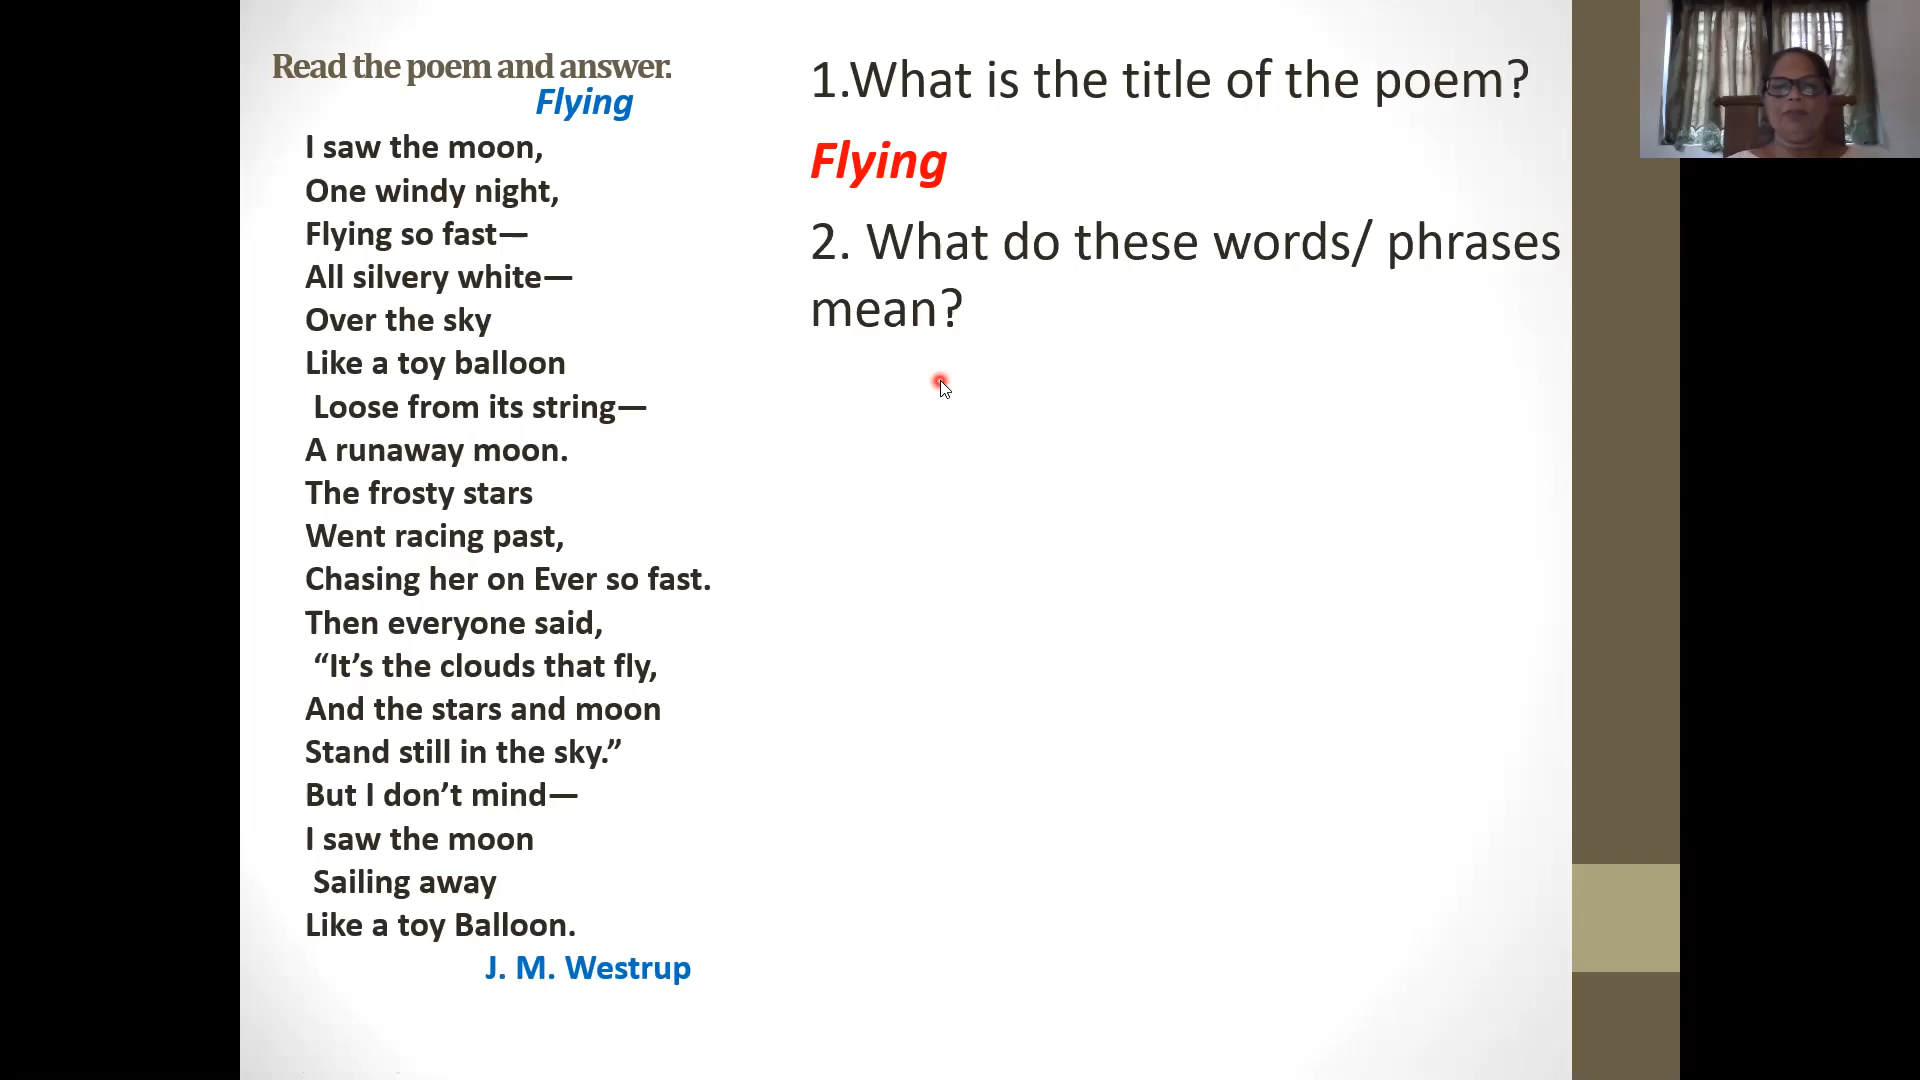 Read the poem and answer.
Flying
I saw the moon,
One windy night,
Flying so fast—
All silvery white—
Over the sky
Like a toy balloon
Loose from its string—
A runaway moon.
The frosty stars
Went racing past,
Chasing her on Ever so fast.
Then everyone said,
“It’s the clouds that fly,
And the stars and moon
Stand still in the sky.”
But I don’t mind—
I saw the moon
Sailing away
Like a toy Balloon.
J. M. Westrup
1.What is the title of the poem?
Flying
2. What do these words/ phrases
mean?